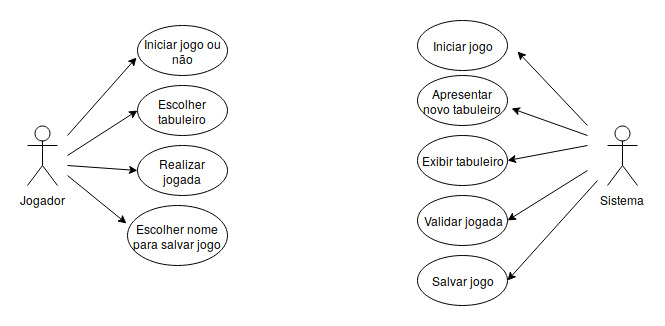 Iniciar jogo ou
não
Escolher
tabuleiro
Realizar
jogada
Escolher nome
para salvar jogo
Jogador
Iniciar jogo
Apresentar
novo tabuleiro
Exibir tabuleiro
Validar jogada
Salvar jogo
Sistema